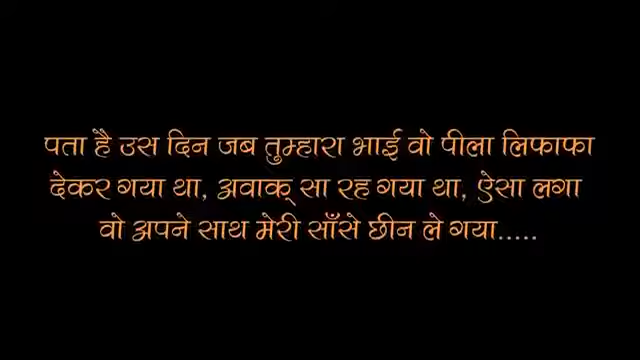 पता है उस दिन जब तुम्हारा भाई वो पीला लिफाफा
देकर गया था, अवाक् सा रह गया था, ऐसा लगा
वो अपने साथ मेरी साँसे छीन ले गया.....